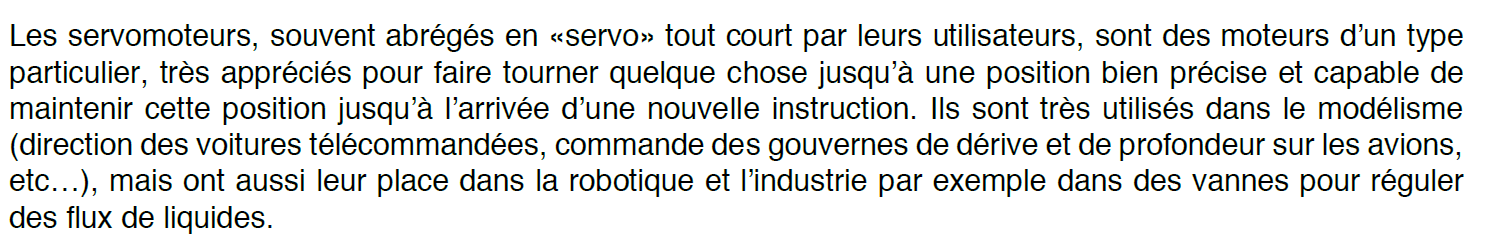 Les servomoteurs, souvent abrégés en «servo» tout court par leurs utilisateurs, sont des moteurs d’un type
particulier, très appréciés pour faire tourner quelque chose jusqu’à une position bien précise et capable de
maintenir cette position jusqu’à l’arrivée d’une nouvelle instruction. Ils sont très utilisés dans le modélisme
(direction des voitures télécommandées, commande des gouvernes de dérive et de profondeur sur les avions,
etc…), mais ont aussi leur place dans la robotique et l’industrie par exemple dans des vannes pour réguler
des flux de liquides.